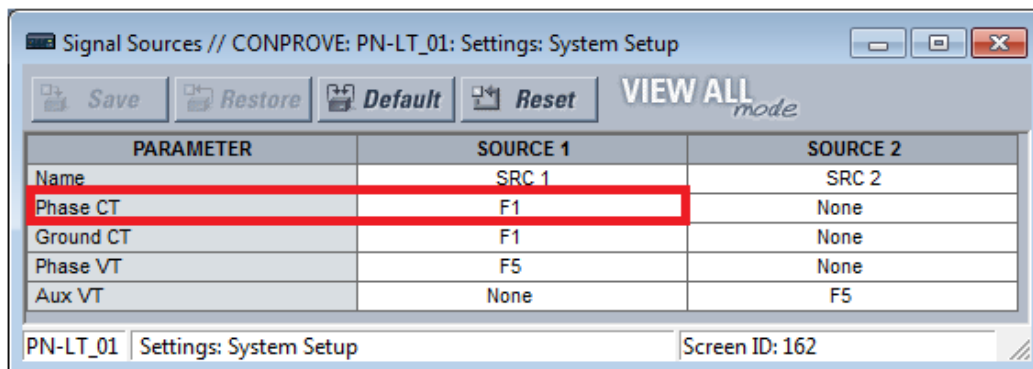 Signal Sources // CONPROVE: PN-LT_01: Settings: System Setup
Save Restore Default Reset VIEW ALL mode
PARAMETER SOURCE 1 SOURCE 2
Name SRC 1 SRC 2
Phase CT F1 None
Ground CT F1 None
Phase VT F5 None
Aux VT None F5
PN-LT_01 Settings: System Setup Screen ID: 162